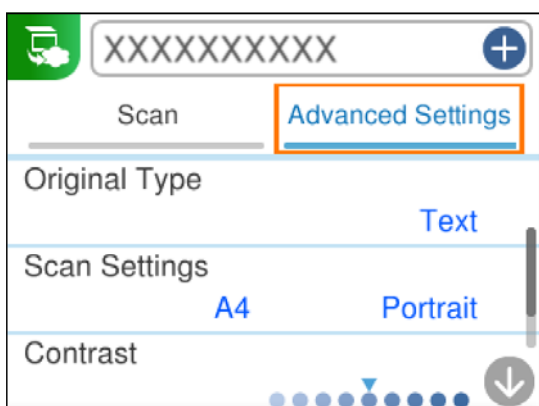 XXXXXXXXXX
Scan Advanced Settings
Original Type
Text
Scan Settings
A4 Portrait
Contrast